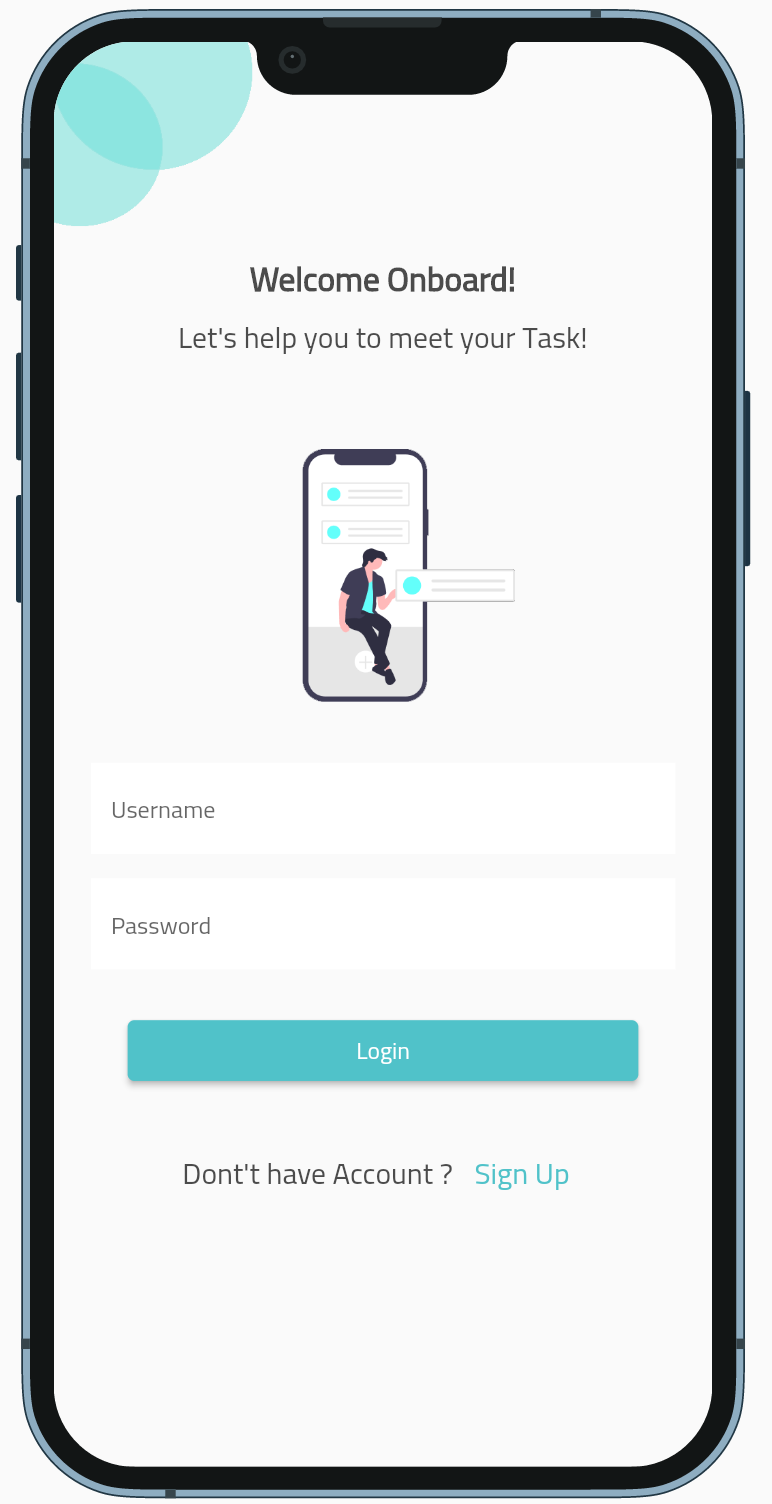 Welcome Onboard!
Let's help you to meet your Task!
Username
Password
Login
Dont't have Account ? Sign Up